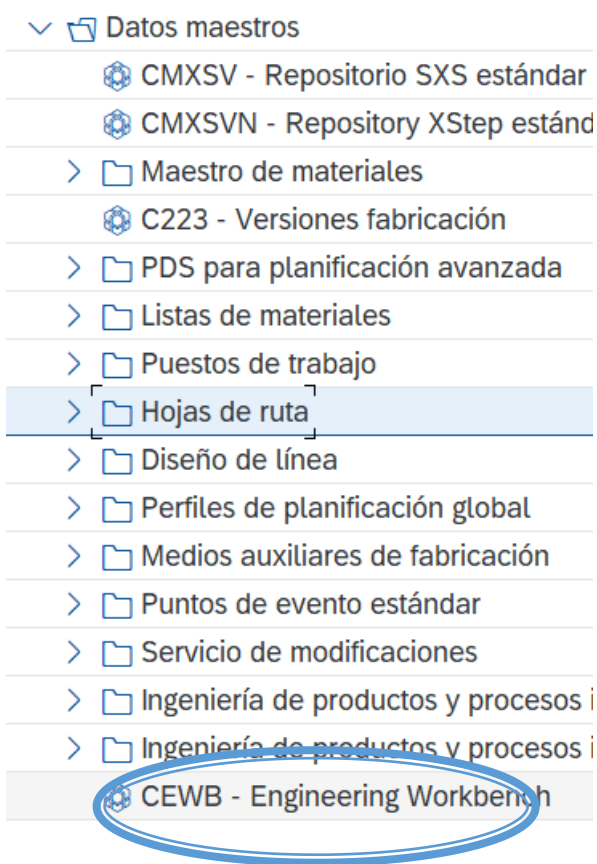 Datos maestros
CMXSV - Repositorio SXS estándar
CMXSVN - Repository XStep estánd
Maestro de materiales
C223 - Versiones fabricación
PDS para planificación avanzada
Listas de materiales
Puestos de trabajo
Hojas de ruta
Diseño de línea
Perfiles de planificación global
Medios auxiliares de fabricación
Puntos de evento estándar
Servicio de modificaciones
Ingeniería de productos y procesos i
Ingeniería de productos y procesos i
CEWB - Engineering Workbench